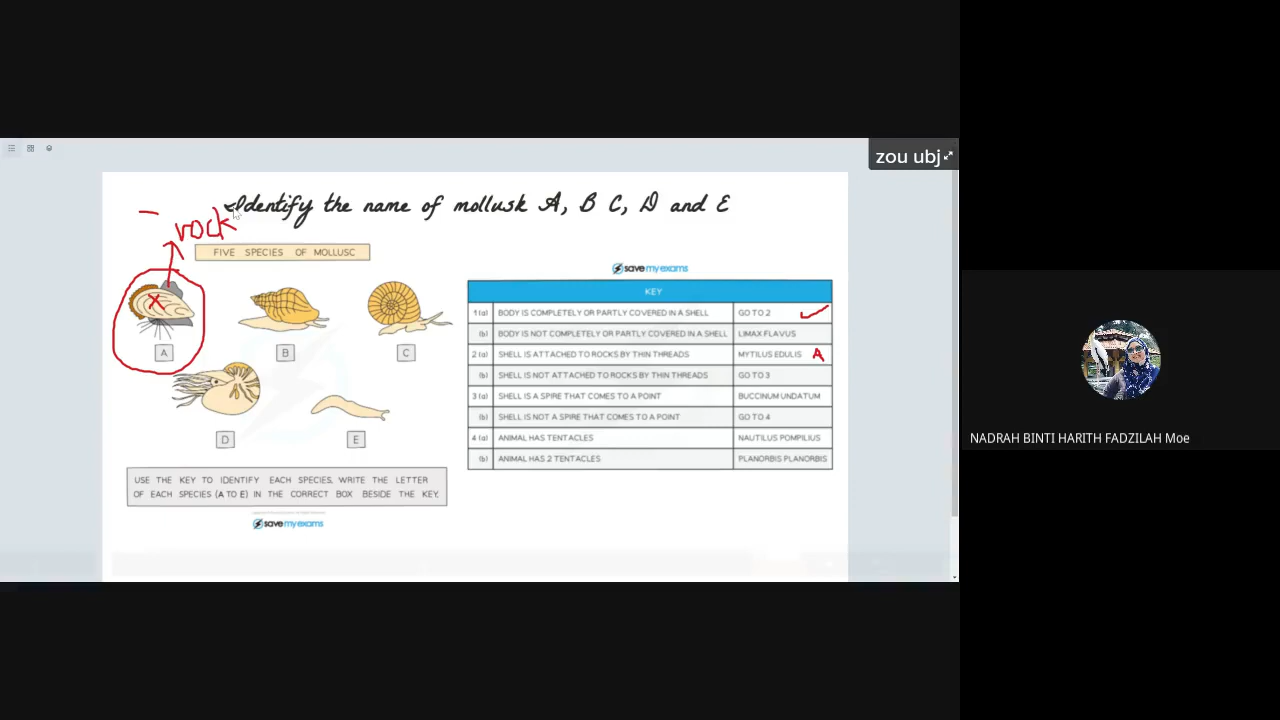 zou ubj
Identify the name of mollusk A, B C, D and E
rock
FIVE SPECIES OF MOLLUSC
save my exams
KEY
1 (a) BODY IS COMPLETELY OR PARTLY COVERED IN A SHELL GO TO 2
(b) BODY IS NOT COMPLETELY OR PARTLY COVERED IN A SHELL LIMAX FLAVUS
2 (a) SHELL IS ATTACHED TO ROCKS BY THIN THREADS MYTILUS EDULIS A
(b) SHELL IS NOT ATTACHED TO ROCKS BY THIN THREADS GO TO 3
3 (a) SHELL IS A SPIRE THAT COMES TO A POINT BUCCINUM UNDATUM
(b) SHELL IS NOT A SPIRE THAT COMES TO A POINT GO TO 4
4 (a) ANIMAL HAS TENTACLES NAUTILUS POMPILIUS
(b) ANIMAL HAS 2 TENTACLES PLANORBIS PLANORBIS
A B C
D E
USE THE KEY TO IDENTIFY EACH SPECIES. WRITE THE LETTER
OF EACH SPECIES (A TO E) IN THE CORRECT BOX BESIDE THE KEY.
save my exams
NADRAH BINTI HARITH FADZILAH Moe